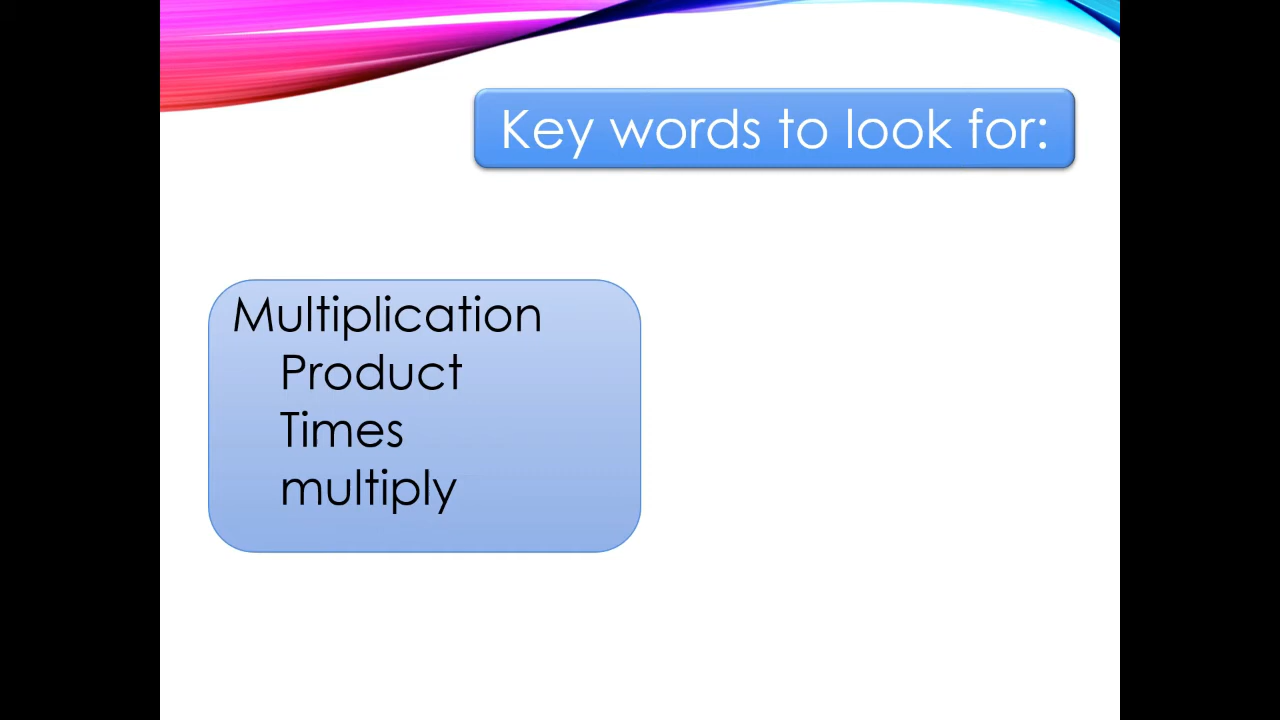 Key words to look for:
Multiplication
Product
Times
multiply